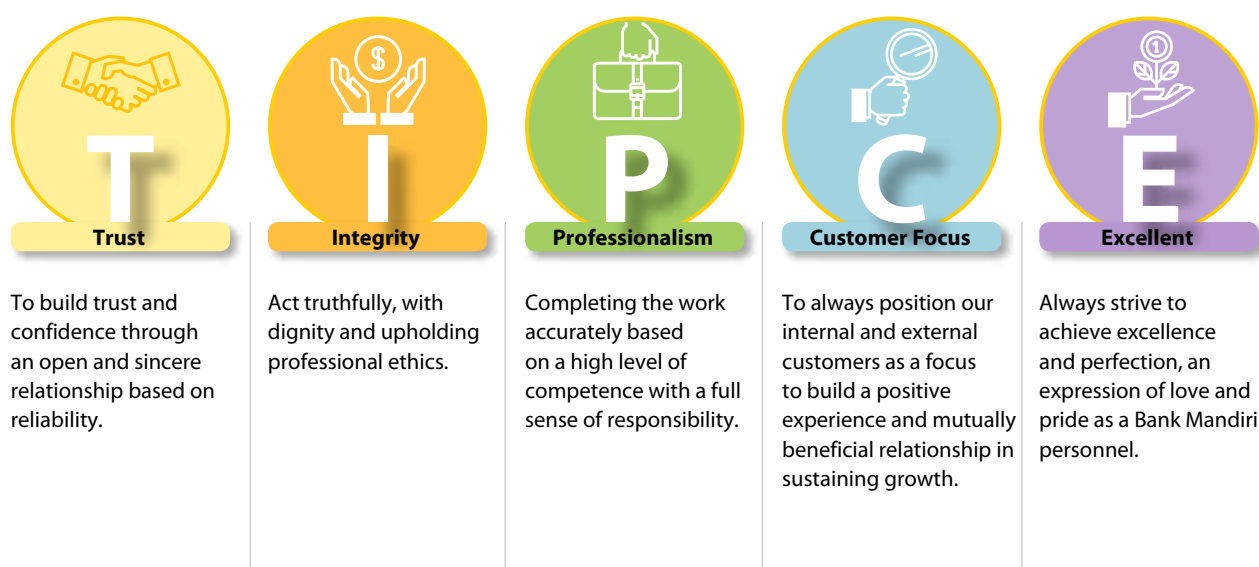 $
1
T
I
P
C
E
Trust
Integrity
Professionalism
Customer Focus
Excellent
To build trust and
confidence through
an open and sincere
relationship based on
reliability.
Act truthfully, with
dignity and upholding
professional ethics.
Completing the work
accurately based
on a high level of
competence with a full
sense of responsibility.
To always position our
internal and external
customers as a focus
to build a positive
experience and mutually
beneficial relationship in
sustaining growth.
Always strive to
achieve excellence
and perfection, an
expression of love and
pride as a Bank Mandiri
personnel.